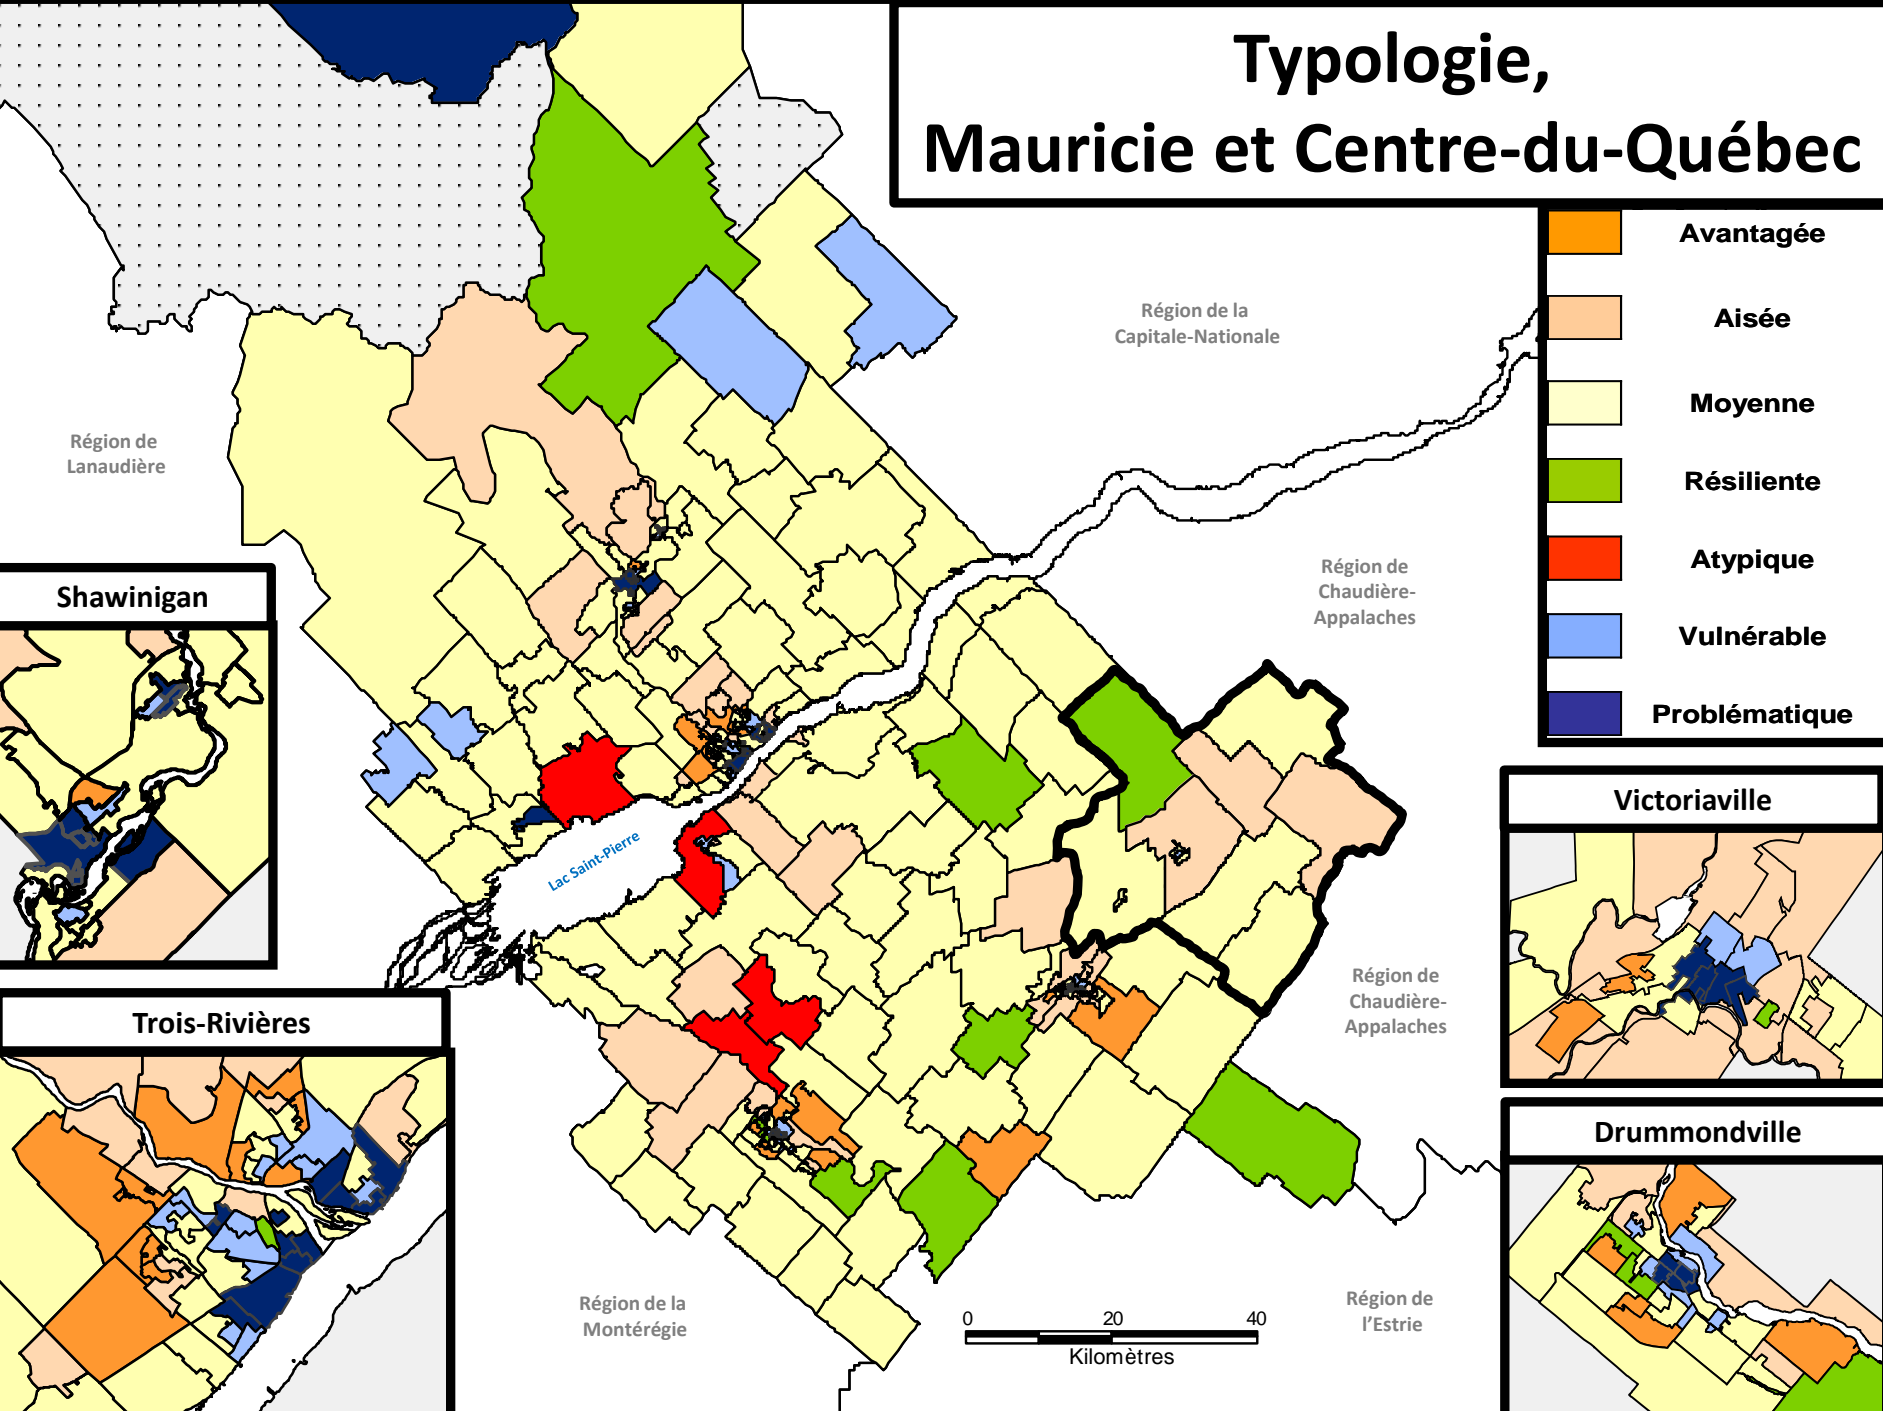 Typologie,
Mauricie et Centre-du-Québec
Avantagée
Aisée
Moyenne
Résiliente
Atypique
Vulnérable
Problématique
Région de la
Capitale-Nationale
Région de
Lanaudière
Région de
Chaudière-
Appalaches
Shawinigan
Victoriaville
Lac Saint-Pierre
Région de
Chaudière-
Appalaches
Trois-Rivières
Drummondville
Région de la
Montérégie
0 20 40
Kilomètres
Région de
l'Estrie